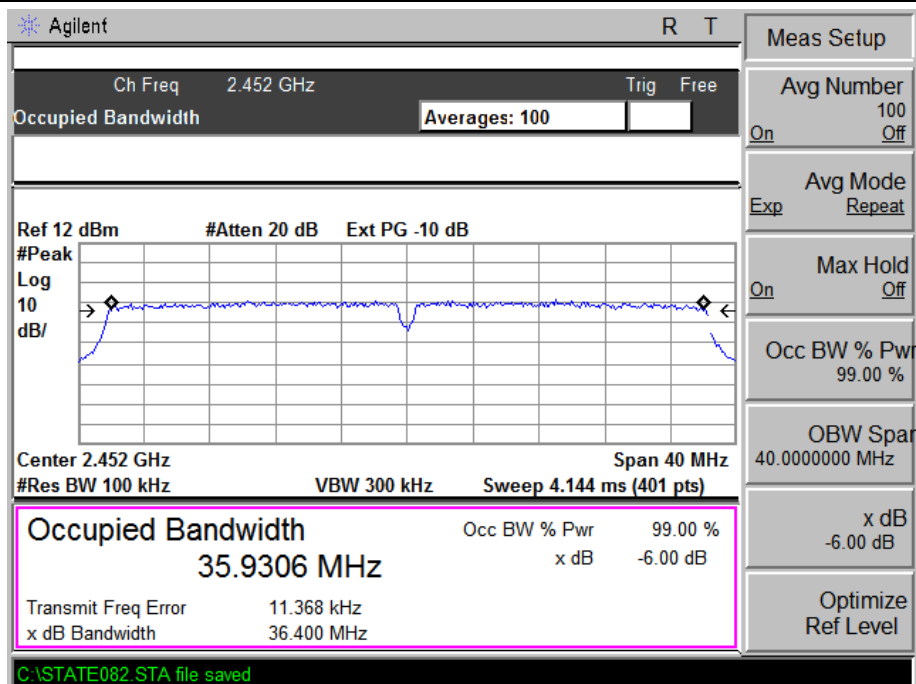 Agilent R T
Ch Freq 2.452 GHz Trig Free
Occupied Bandwidth Averages: 100
Ref 12 dBm #Atten 20 dB Ext PG -10 dB
#Peak
Log
10
dB/
Center 2.452 GHz Span 40 MHz
#Res BW 100 kHz VBW 300 kHz Sweep 4.144 ms (401 pts)
Occupied Bandwidth Occ BW % Pwr 99.00 %
35.9306 MHz x dB -6.00 dB
Transmit Freq Error 11.368 kHz
x dB Bandwidth 36.400 MHz
C:\STATE082.STA file saved
Meas Setup
Avg Number
100
On Off
Avg Mode
Exp Repeat
Max Hold
On Off
Occ BW % Pwr
99.00 %
OBW Span
40.0000000 MHz
x dB
-6.00 dB
Optimize
Ref Level